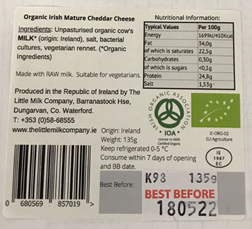 Organic Irish Mature Cheddar Cheese
Ingredients: Unpasturised organic cow's
MILK* (origin: Ireland), salt, bacterial
cultures, vegetarian rennet. (*Organic
Ingredients)
Made with RAW milk. Suitable for vegetarians.
Produced in the Republic of Ireland by The
Little Milk Company, Barranastook Hse,
Dungarvan, Co. Waterford.
T: +353 (0)58-68555
www.thelittlemilkcompany.ie
Nutritional Information:
Typical Values Per 100g
Energy 1699kJ/410kcal
Fat 34,0g
of which is saturates 22,5g
Carbohydrates 0,50g
of which is sugars <0,1g
Protein 24,8g
Salt 1,53g
IRISH ORGANIC ASSOCIATION
IOA
IE-ORG-02
EU Agriculture
Origin: Ireland
Weight: 135g
Keep refrigerated 0-5 °C
Consume within 7 days of opening
and BB date.
IE
1987
EC
0 680569 857019 >
Best Before:
K98 135g
BEST BEFORE
180522